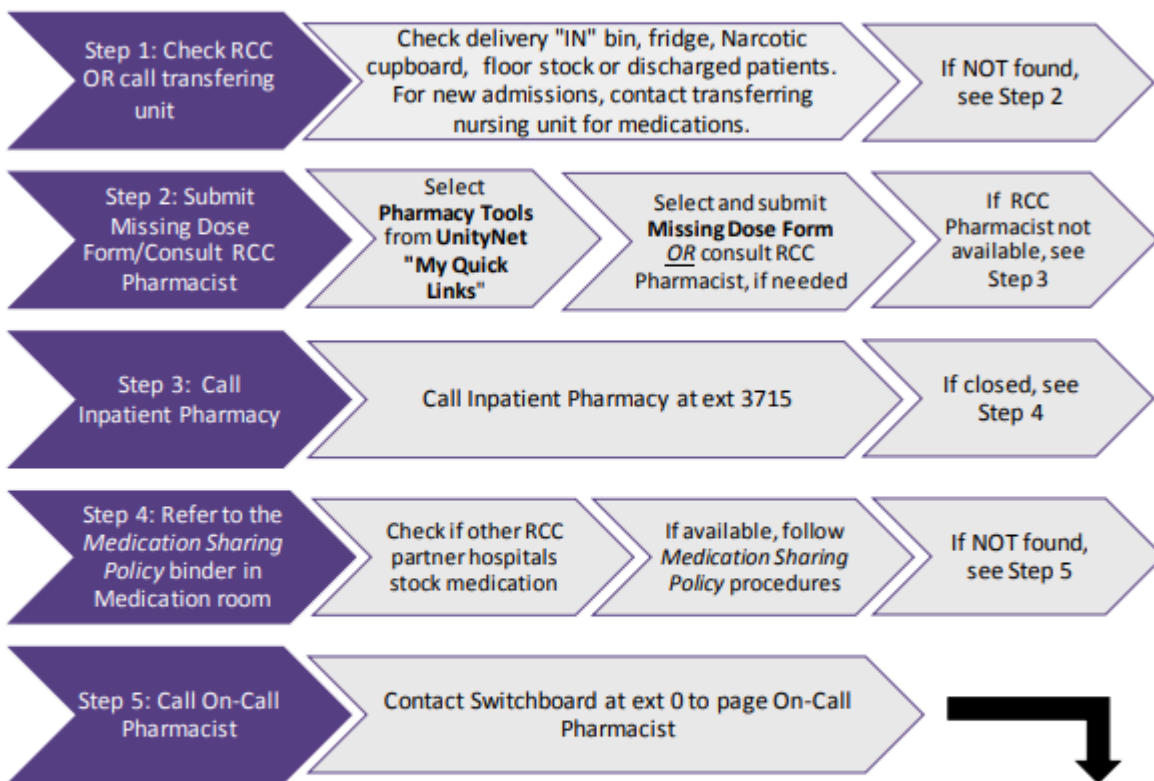 Step 1: Check RCC
OR call transfering
unit
Check delivery "IN" bin, fridge, Narcotic
cupboard, floor stock or discharged patients.
For new admissions, contact transferring
nursing unit for medications.
If NOT found,
see Step 2
Step 2: Submit
Missing Dose
Form/Consult RCC
Pharmacist
Select
Pharmacy Tools
from UnityNet
"My Quick
Links"
Select and submit
Missing Dose Form
OR consult RCC
Pharmacist, if needed
If RCC
Pharmacist not
available, see
Step 3
Step 3: Call
Inpatient Pharmacy
Call Inpatient Pharmacy at ext 3715
If closed, see
Step 4
Step 4: Refer to the
Medication Sharing
Policy binder in
Medication room
Check if other RCC
partner hospitals
stock medication
If available, follow
Medication Sharing
Policy procedures
If NOT found,
see Step 5
Step 5: Call On-Call
Pharmacist
Contact Switchboard at ext 0 to page On-Call
Pharmacist